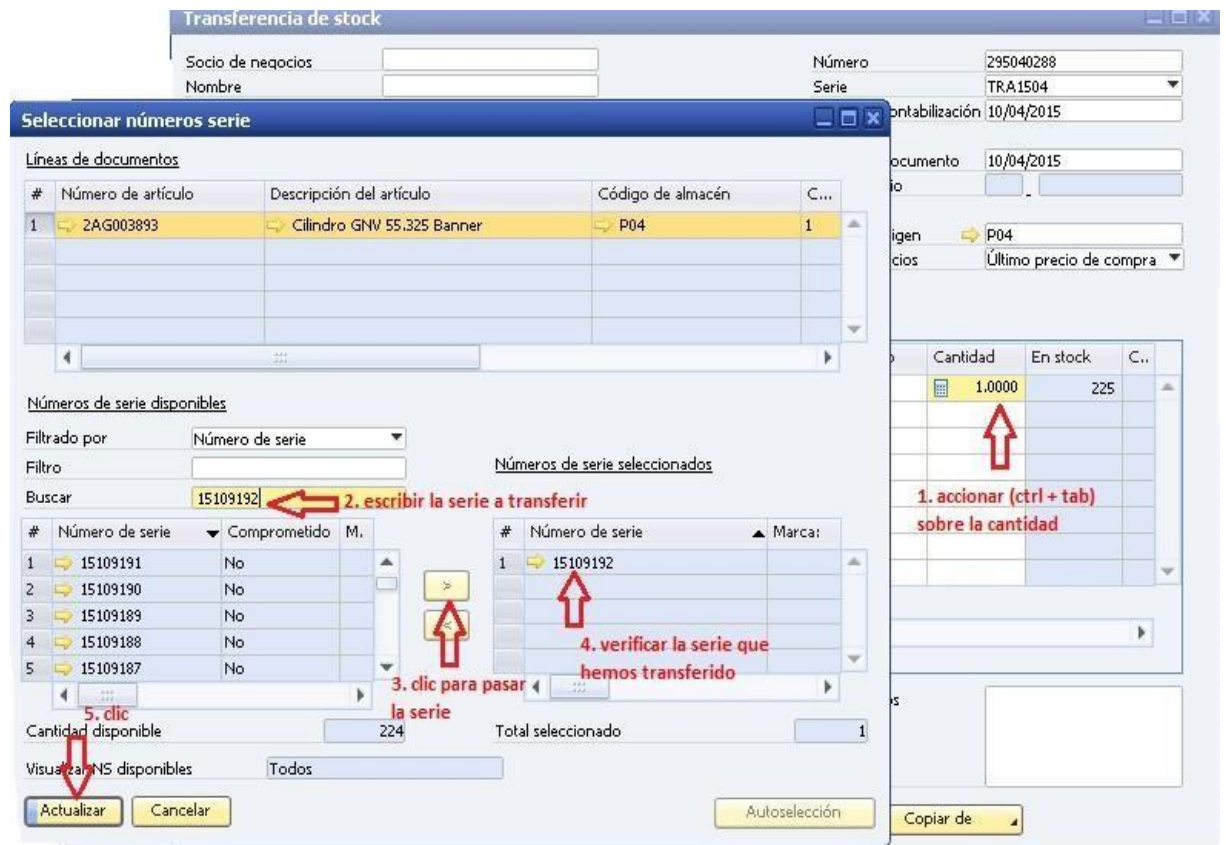 Transferencia de stock
Socio de negocios
Nombre
Número 295040288
Serie TRA1504
ontabilización 10/04/2015
ocumento 10/04/2015
io -
igen P04
cios Último precio de compra
Cantidad En stock C..
1.0000 225
1. accionar (ctrl + tab)
sobre la cantidad
Copiar de
Seleccionar números serie
Líneas de documentos
# Número de artículo Descripción del artículo Código de almacén C...
1 2AG003893 Cilindro GNV 55.325 Banner P04 1
Números de serie disponibles
Filtrado por Número de serie
Filtro
Buscar 15109192
2. escribir la serie a transferir
Números de serie seleccionados
# Número de serie Comprometido M.
1 15109191 No
2 15109190 No
3 15109189 No
4 15109188 No
5 15109187 No
>
<
3. clic para pasar
la serie
# Número de serie Marca:
1 15109192
4. verificar la serie que
hemos transferido
5. clic
Cantidad disponible 224
Total seleccionado 1
Visualizar NS disponibles Todos
Actualizar Cancelar Autoselección